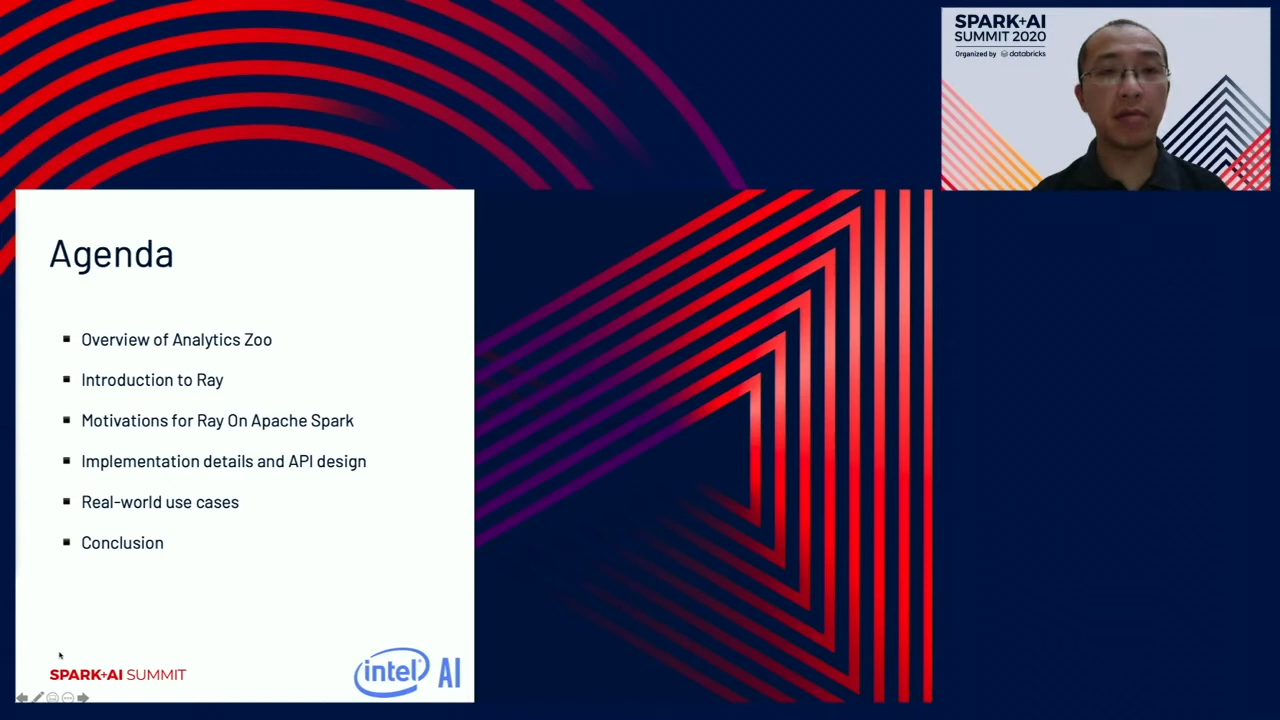 SPARK+AI
SUMMIT 2020
Organized by databricks
Agenda
Overview of Analytics Zoo
Introduction to Ray
Motivations for Ray On Apache Spark
Implementation details and API design
Real-world use cases
Conclusion
SPARK+AI SUMMIT
intel AI